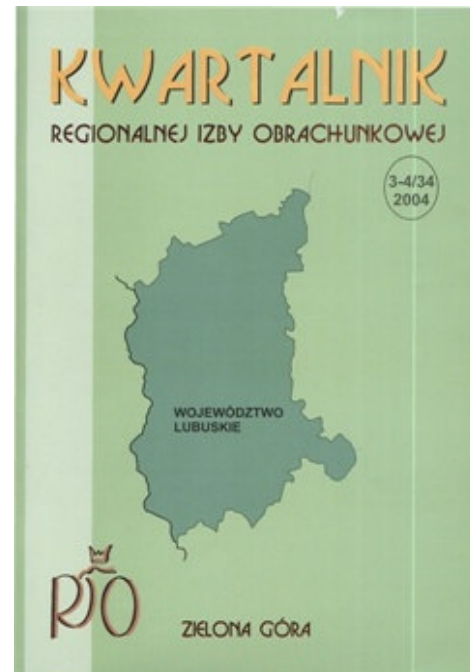 KWARTALNIK
REGIONALNEJ IZBY OBRACHUNKOWEJ
3-4/34
2004
WOJEWÓDZTWO
LUBUSKIE
RIO
ZIELONA GÓRA